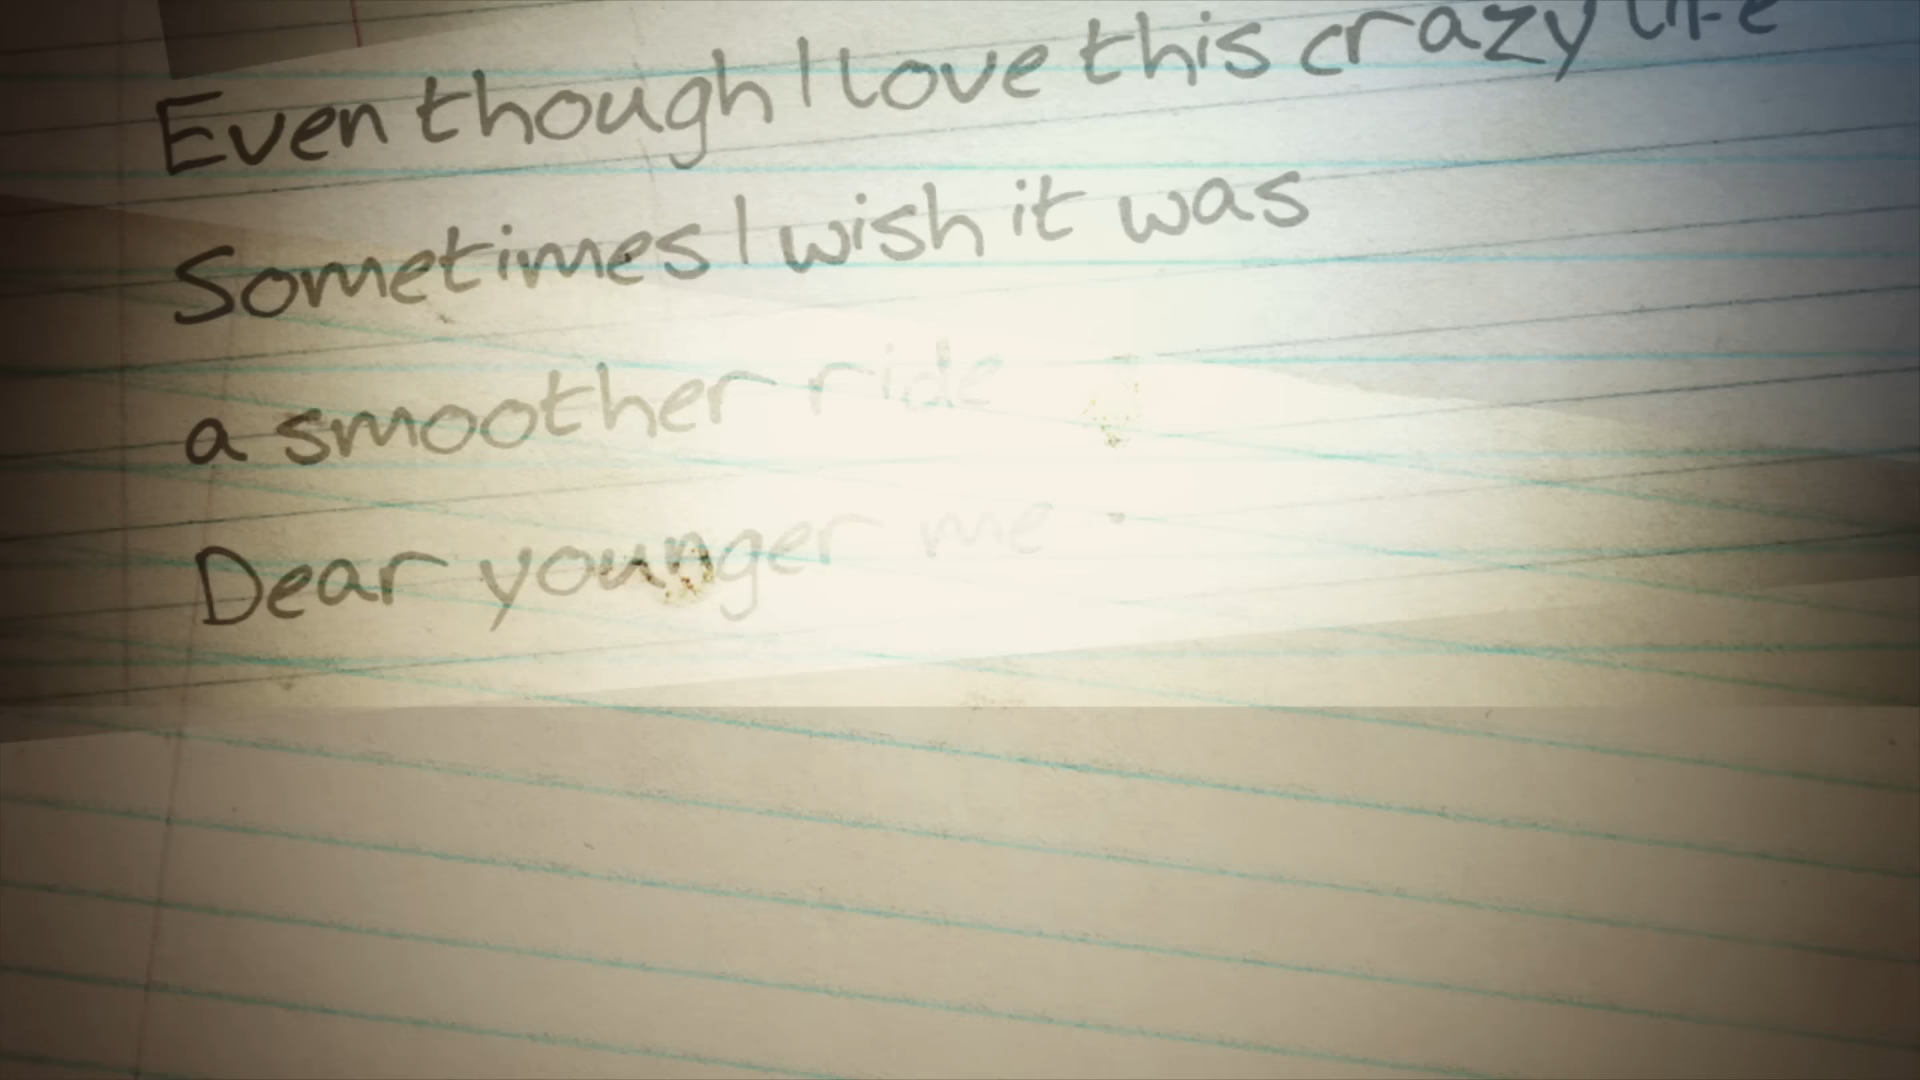 Even though I love this crazy life
Sometimes I wish it was
a smoother ride
Dear younger me